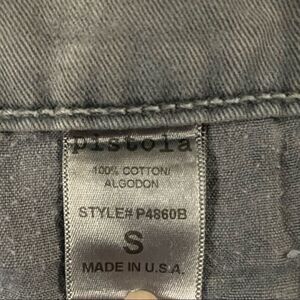 pistola
100% COTTON/
ALGODON
STYLE# P4860B
S
MADE IN U.S.A.